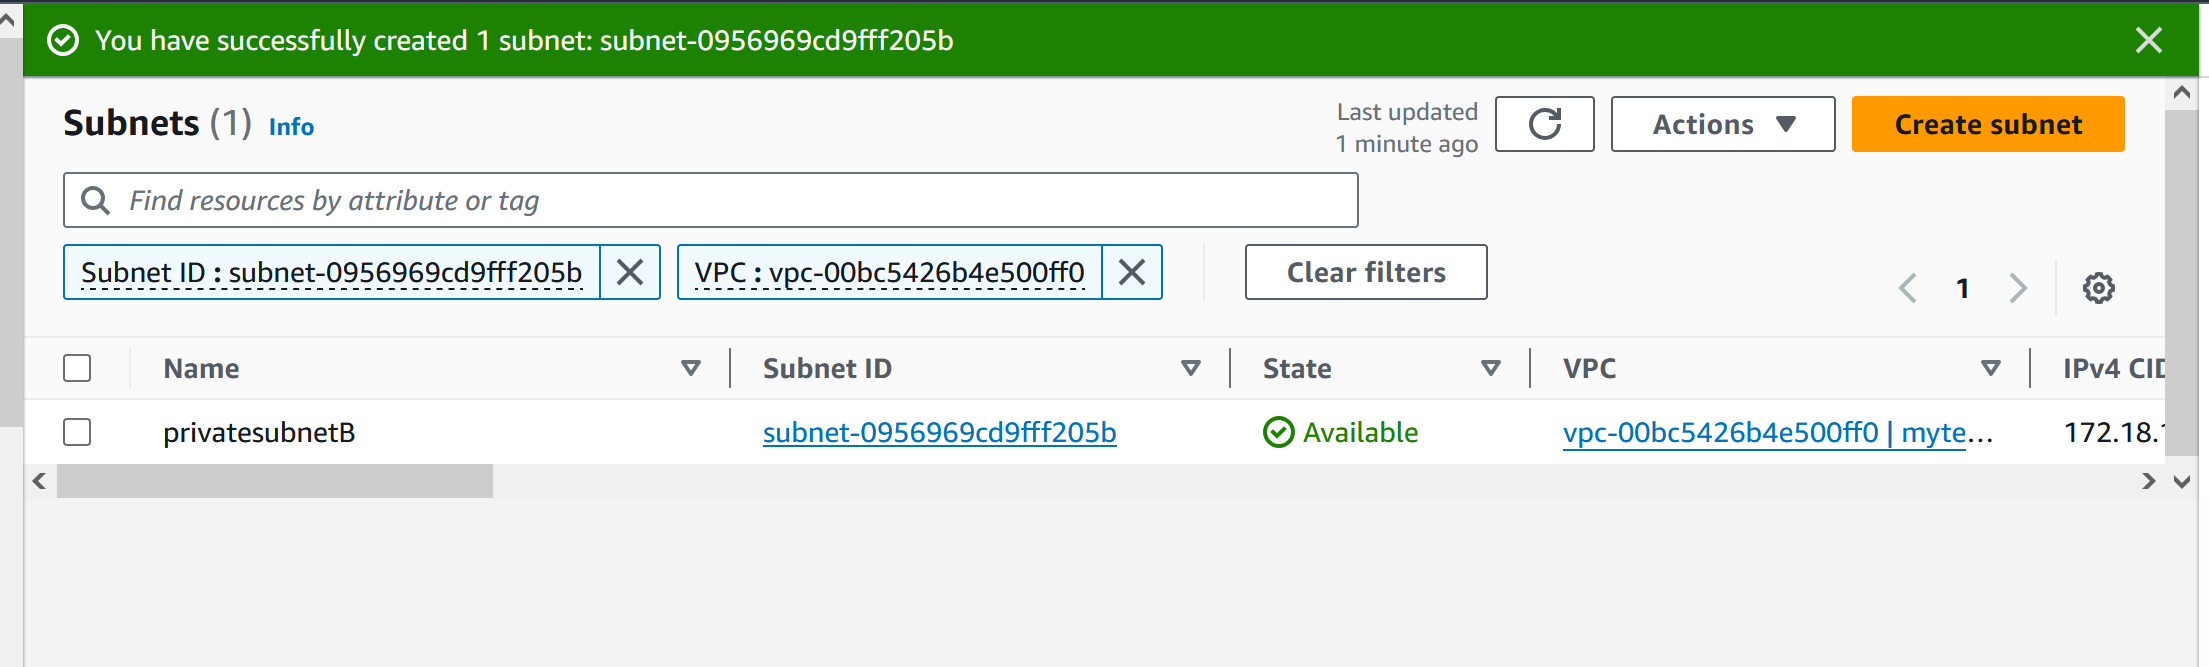 You have successfully created 1 subnet: subnet-0956969cd9fff205b
Subnets (1) Info
Last updated
1 minute ago
Actions
Create subnet
Find resources by attribute or tag
Subnet ID : subnet-0956969cd9fff205b
VPC : vpc-00bc5426b4e500ff0
Clear filters
1
Name
Subnet ID
State
VPC
IPv4 CID
privatesubnetB
subnet-0956969cd9fff205b
Available
vpc-00bc5426b4e500ff0 | myte...
172.18.1